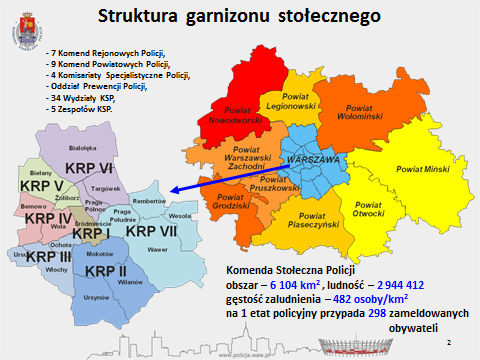 Struktura garnizonu stołecznego
- 7 Komend Rejonowych Policji,
- 9 Komend Powiatowych Policji,
- 4 Komisariaty Specjalistyczne Policji,
- Oddział Prewencji Policji,
- 34 Wydziały KSP,
- 5 Zespołów KSP.
Powiat
Nowodworski
Powiat
Legionowski
Powiat
Wołomiński
Powiat
Warszawski
Zachodni
WARSZAWA
Powiat Miński
Powiat
Pruszkowski
Powiat
Grodziski
Powiat
Otwocki
Powiat
Piaseczyński
Białołęka
KRP VI
Bielany
KRP V
Targówek
Żoliborz
Praga
Północ
Rembertów
Bemowo
KRP IV
Wola
Śródmieście
KRP I
Praga
Południe
Wesoła
KRP VII
Ochota
Ursus
KRP III
Włochy
Mokotów
KRP II
Wawer
Wilanów
Ursynów
Komenda Stołeczna Policji
obszar – 6 104 km², ludność – 2 944 412
gęstość zaludnienia – 482 osoby/km²
na 1 etat policyjny przypada 298 zameldowanych
obywateli
www.policja.waw.pl
2